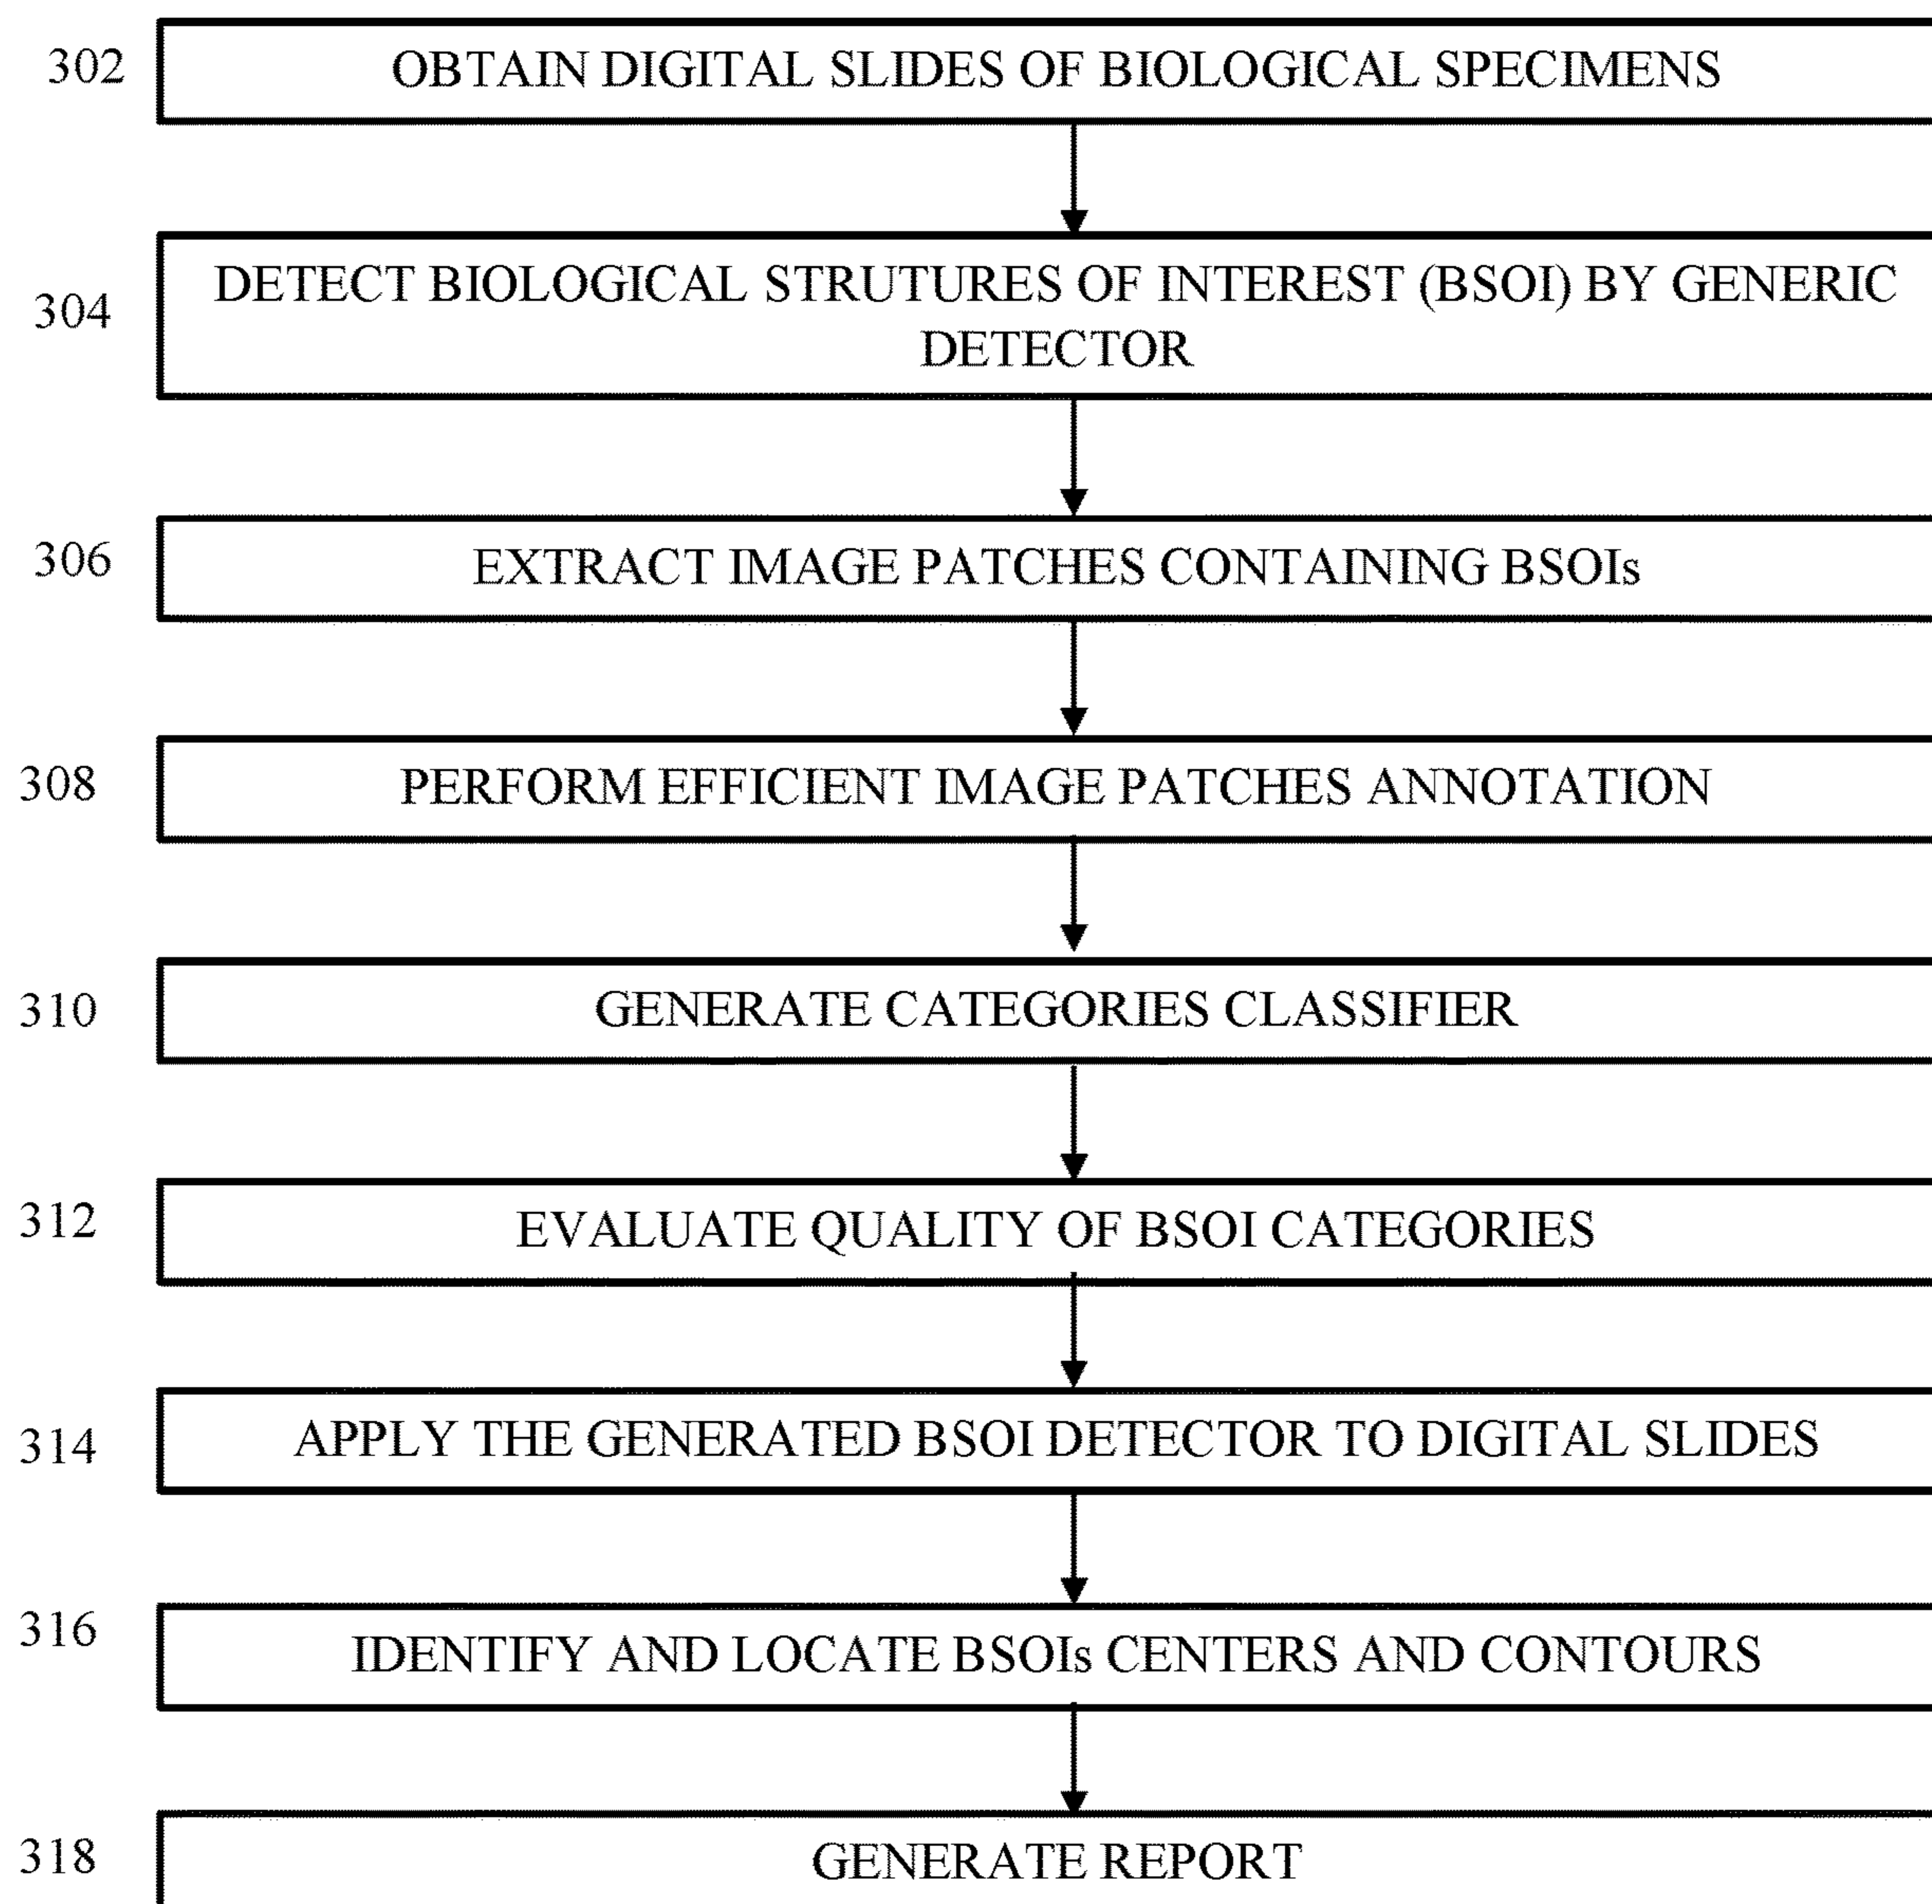 302 OBTAIN DIGITAL SLIDES OF BIOLOGICAL SPECIMENS
304 DETECT BIOLOGICAL STRUTURES OF INTEREST (BSOI) BY GENERIC
DETECTOR
306 EXTRACT IMAGE PATCHES CONTAINING BSOIs
308 PERFORM EFFICIENT IMAGE PATCHES ANNOTATION
310 GENERATE CATEGORIES CLASSIFIER
312 EVALUATE QUALITY OF BSOI CATEGORIES
314 APPLY THE GENERATED BSOI DETECTOR TO DIGITAL SLIDES
316 IDENTIFY AND LOCATE BSOIs CENTERS AND CONTOURS
318 GENERATE REPORT